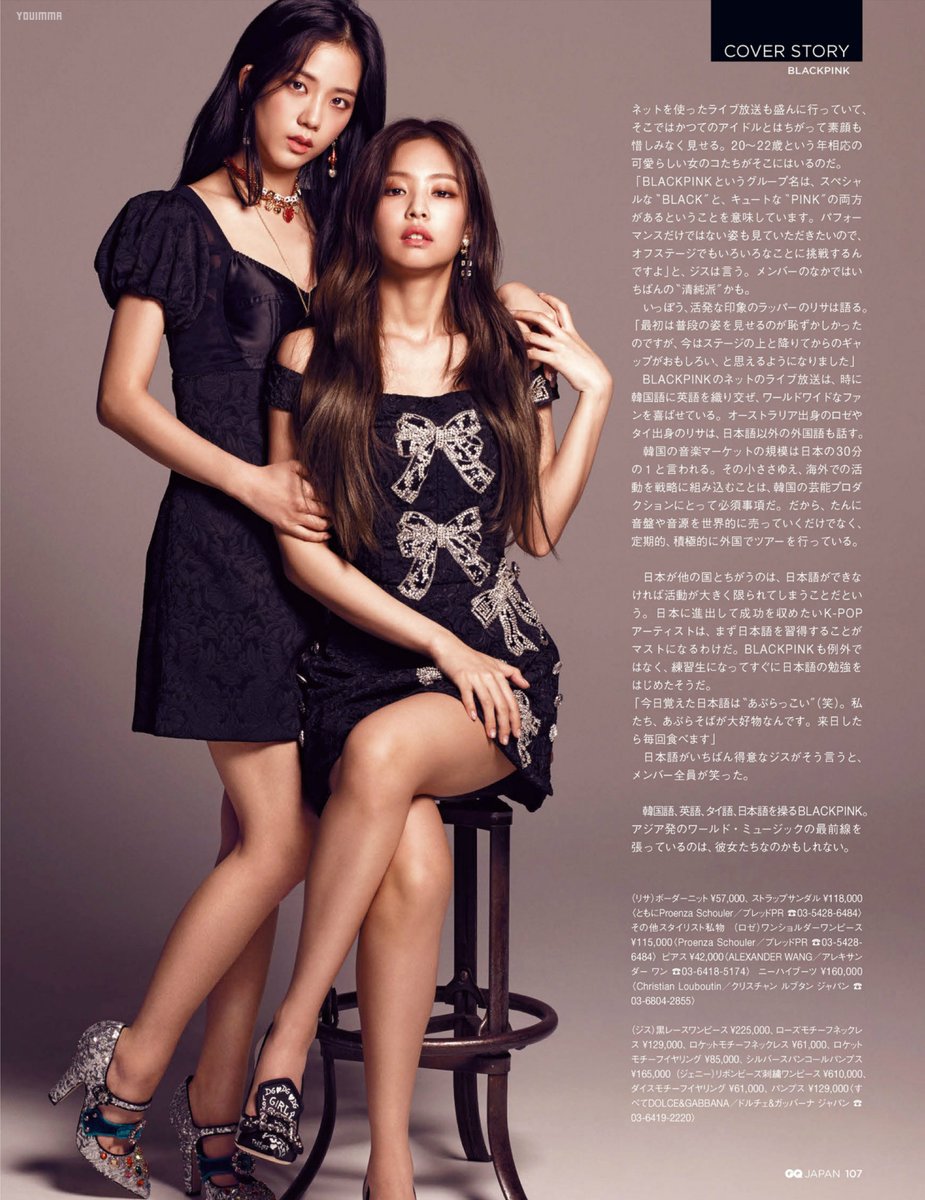 YOUIMMA
COVER STORY
BLACKPINK
ネットを使ったライブ放送も盛んに行っていて、
そこではかつてのアイドルとはちがって素顔も
惜しみなく見せる。20〜22歳という年相応の
可愛らしい女のコたちがそこにはいるのだ。
「BLACKPINKというグループ名は、スペシャ
ルな“BLACK”と、キュートな“PINK”の両方
があるということを意味しています。パフォー
マンスだけではない姿も見ていただきたいので、
オフステージでもいろいろなことに挑戦するん
ですよ」と、ジスは言う。メンバーのなかではい
ちばんの“清純派”かも。
いっぽう、活発な印象のラッパーのリサは語る。
「最初は普段の姿を見せるのが恥ずかしかった
のですが、今はステージの上と降りてからのギャ
ップがおもしろい、と思えるようになりました」
BLACKPINKのネットのライブ放送は、時に
韓国語に英語を織り交ぜ、ワールドワイドなファ
ンを喜ばせている。オーストラリア出身のロゼや
タイ出身のリサは、日本語以外の外国語も話す。
韓国の音楽マーケットの規模は日本の30分
の1と言われる。その小ささゆえ、海外での活
動を戦略に組み込むことは、韓国の芸能プロダ
クションにとって必須事項だ。だから、たんに
音盤や音源を世界的に売っていくだけでなく、
定期的、積極的に外国でツアーを行っている。
日本が他の国とちがうのは、日本語ができな
ければ活動が大きく限られてしまうことだとい
う。日本に進出して成功を収めたいK-POP
アーティストは、まず日本語を習得することが
マストになるわけだ。BLACKPINKも例外で
はなく、練習生になってすぐに日本語の勉強を
はじめたそうだ。
「今日覚えた日本語は“あぶらっこい”（笑）。私
たち、あぶらそばが大好物なんです。来日した
ら毎回食べます」
日本語がいちばん得意なジスがそう言うと、
メンバー全員が笑った。
韓国語、英語、タイ語、日本語を操るBLACKPINK。
アジア発のワールド・ミュージックの最前線を
張っているのは、彼女たちなのかもしれない。
（リサ）ボーダーニット ¥57,000、ストラップサンダル ¥118,000
〈ともにProenza Schouler／ブレッドPR ☎03-5428-6484〉
その他スタイリスト私物 （ロゼ）ワンショルダーワンピース
¥115,000〈Proenza Schouler／ブレッドPR ☎03-5428-
6484〉 ピアス ¥42,000〈ALEXANDER WANG／アレキサン
ダー ワン ☎03-6418-5174〉 ニーハイブーツ ¥160,000
〈Christian Louboutin／クリスチャン ルブタン ジャパン ☎
03-6804-2855〉
（ジス）黒レースワンピース ¥225,000、ローズモチーフネックレ
ス ¥129,000、ロケットモチーフネックレス ¥61,000、ロケット
モチーフイヤリング ¥85,000、シルバースパンコールパンプス
¥165,000 （ジェニー）リボンビーズ刺繍ワンピース ¥610,000、
ダイスモチーフイヤリング ¥61,000、パンプス ¥129,000〈す
べてDOLCE&GABBANA／ドルチェ&ガッバーナ ジャパン ☎
03-6419-2220〉
GQ JAPAN 107